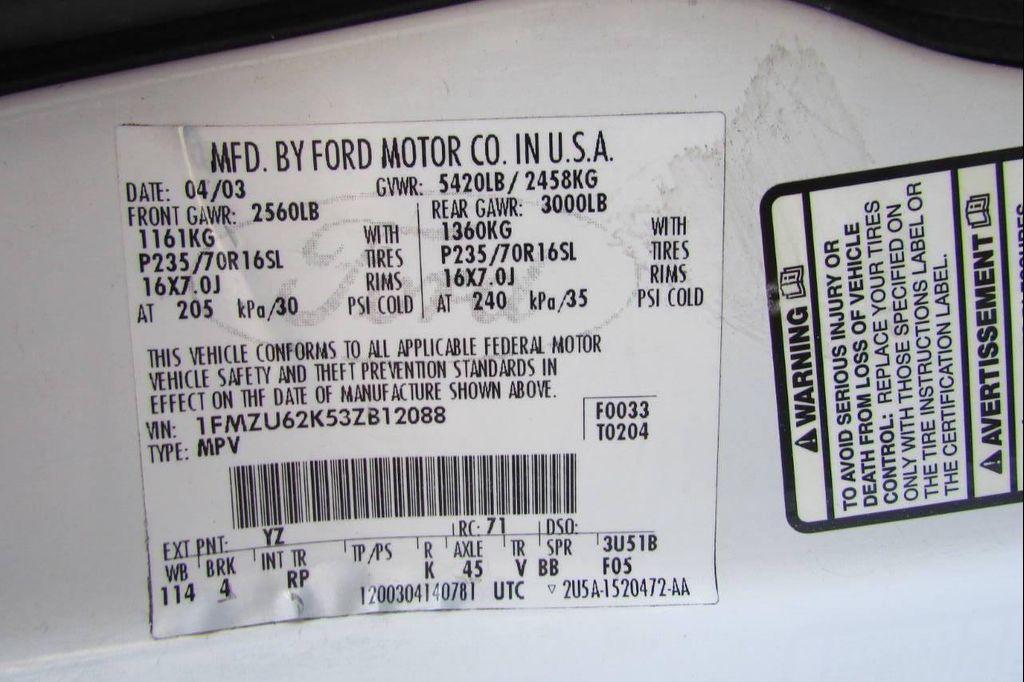 MFD. BY FORD MOTOR CO. IN U.S.A.
DATE: 04/03 GVWR: 5420LB/ 2458KG
FRONT GAWR: 2560LB REAR GAWR: 3000LB
1161KG WITH 1360KG WITH
P235/70R16SL TIRES P235/70R16SL TIRES
16X7.0J RIMS 16X7.0J RIMS
AT 205 kPa/30 PSI COLD AT 240 kPa/35 PSI COLD
Ford
THIS VEHICLE CONFORMS TO ALL APPLICABLE FEDERAL MOTOR
VEHICLE SAFETY AND THEFT PREVENTION STANDARDS IN
EFFECT ON THE DATE OF MANUFACTURE SHOWN ABOVE.
VIN: 1FMZU62K53ZB12088 F0033
TYPE: MPV T0204
EXT PNT: YZ RC: 71 DSO:
WB BRK INT TR TP/PS R AXLE TR SPR 3U51B
114 4 RP K 45 V BB F05
1200304140781 UTC ▽ 2U5A-1520472-AA
WARNING
TO AVOID SERIOUS INJURY OR
DEATH FROM LOSS OF VEHICLE
CONTROL: REPLACE YOUR TIRES
ONLY WITH THOSE SPECIFIED ON
THE TIRE INSTRUCTIONS LABEL OR
THE CERTIFICATION LABEL.
AVERTISSEMENT